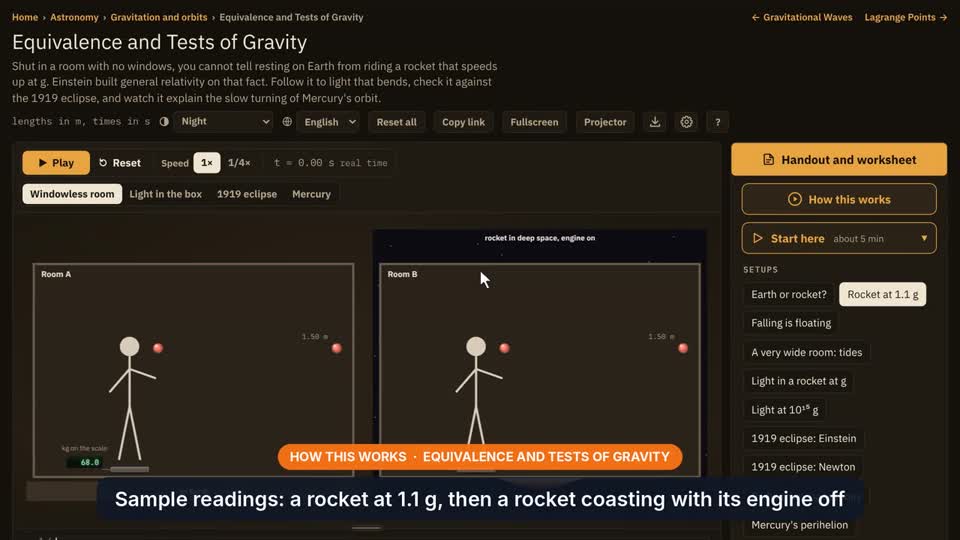 Home › Astronomy › Gravitation and orbits › Equivalence and Tests of Gravity
← Gravitational Waves Lagrange Points →
Equivalence and Tests of Gravity
Shut in a room with no windows, you cannot tell resting on Earth from riding a rocket that speeds
up at g. Einstein built general relativity on that fact. Follow it to light that bends, check it against
the 1919 eclipse, and watch it explain the slow turning of Mercury's orbit.
lengths in m, times in s Night English Reset all Copy link Fullscreen Projector ?
Play Reset Speed 1× 1/4× t = 0.00 s real time
Windowless room Light in the box 1919 eclipse Mercury
rocket in deep space, engine on
Room A
Room B
1.50 m
1.50 m
kg on the scale
68.0
Handout and worksheet
How this works
Start here about 5 min
SETUPS
Earth or rocket? Rocket at 1.1 g
Falling is floating
A very wide room: tides
Light in a rocket at g
Light at 10¹⁵ g
1919 eclipse: Einstein
1919 eclipse: Newton
Mercury's perihelion
HOW THIS WORKS · EQUIVALENCE AND TESTS OF GRAVITY
Sample readings: a rocket at 1.1 g, then a rocket coasting with its engine off